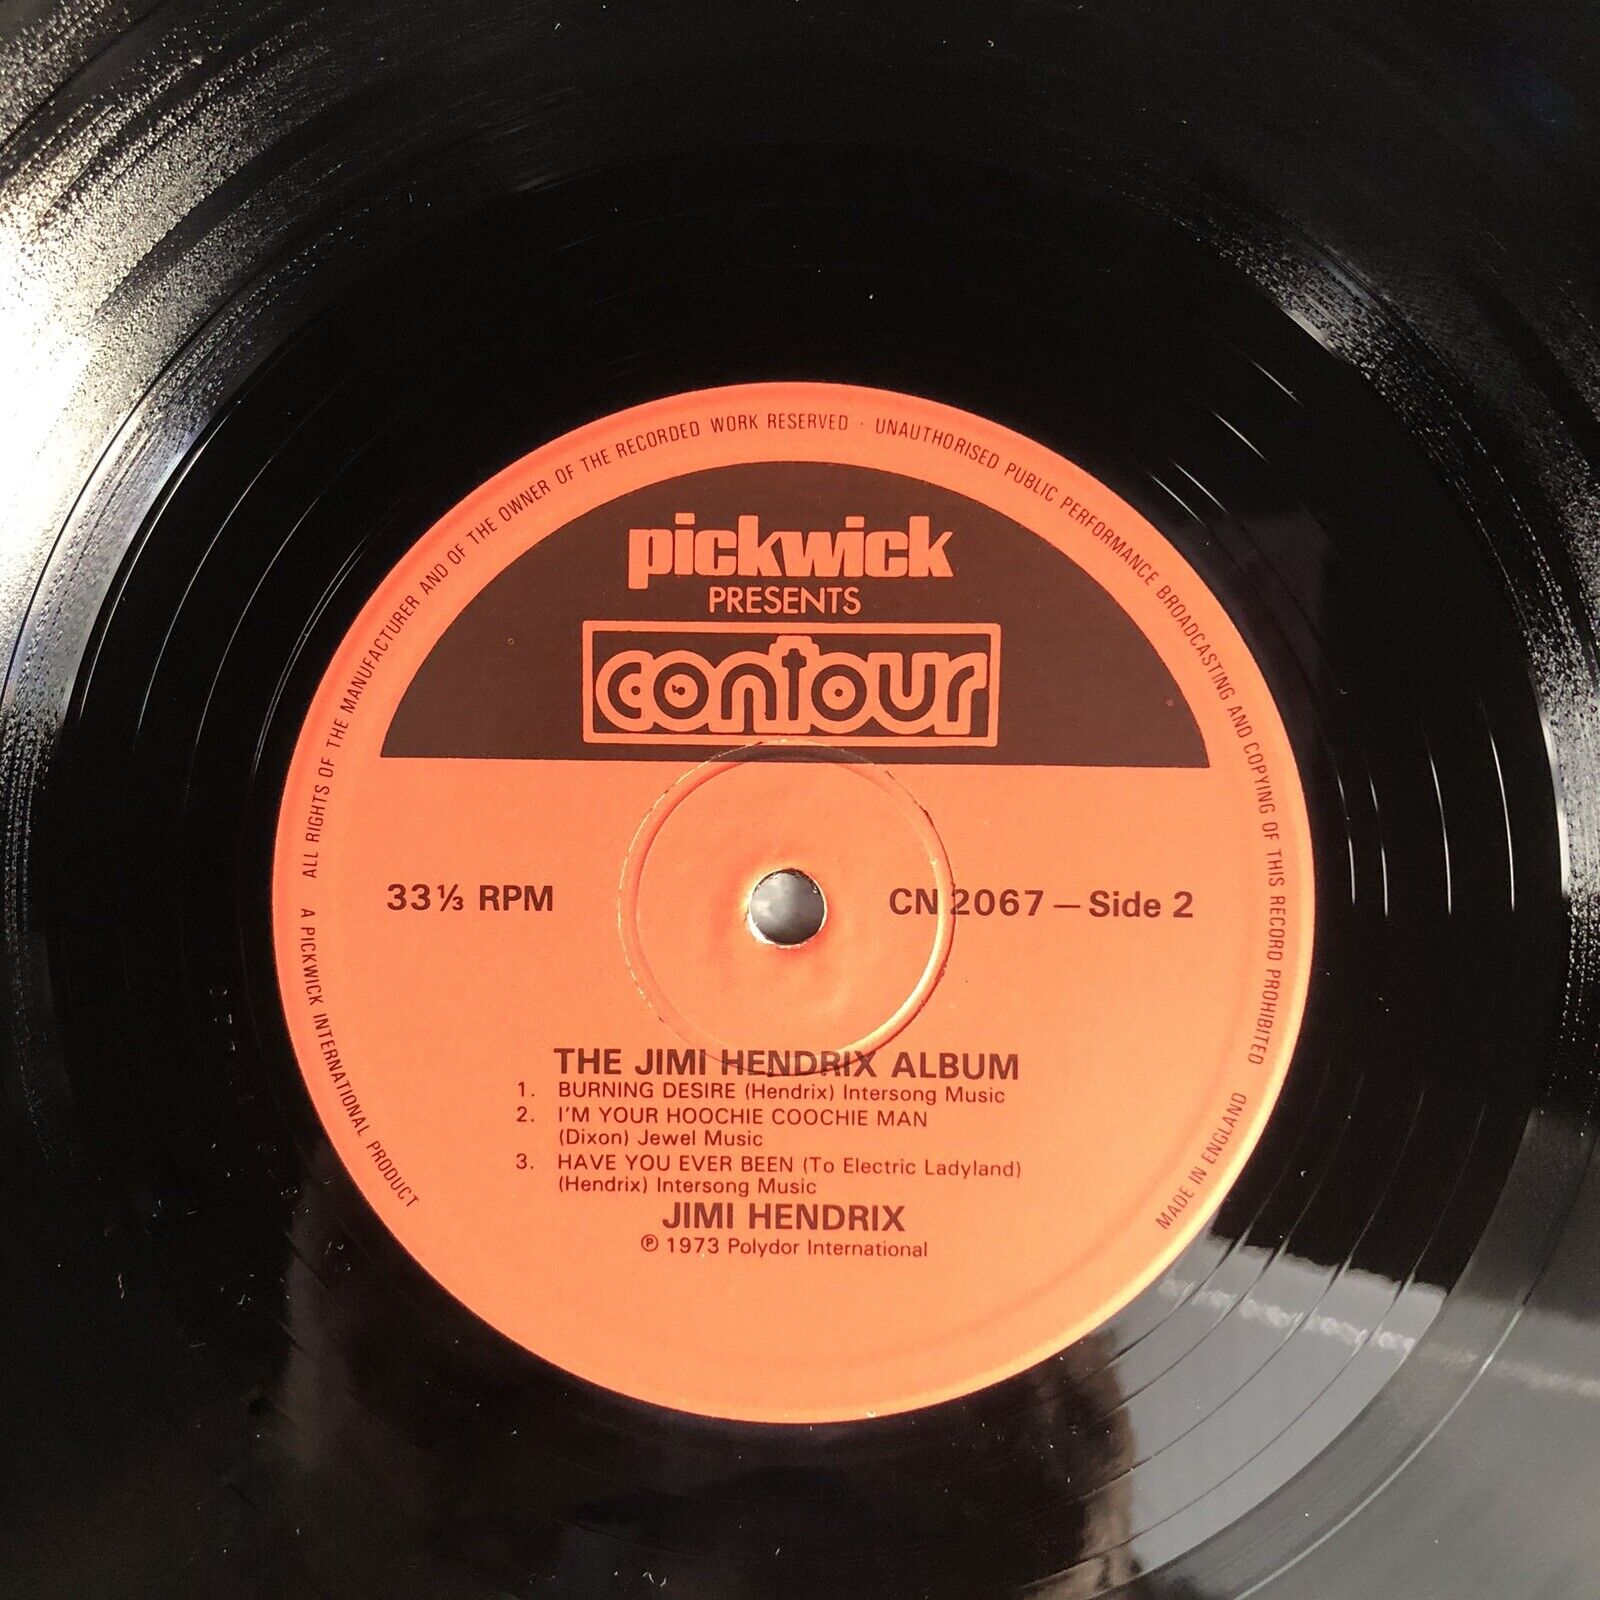 ALL RIGHTS OF THE MANUFACTURER AND OF THE OWNER OF THE RECORDED WORK RESERVED · UNAUTHORISED PUBLIC PERFORMANCE BROADCASTING AND COPYING OF THIS RECORD PROHIBITED
pickwick
PRESENTS
contour
33⅓ RPM
CN 2067 — Side 2
THE JIMI HENDRIX ALBUM
1. BURNING DESIRE (Hendrix) Intersong Music
2. I'M YOUR HOOCHIE COOCHIE MAN
(Dixon) Jewel Music
3. HAVE YOU EVER BEEN (To Electric Ladyland)
(Hendrix) Intersong Music
JIMI HENDRIX
℗ 1973 Polydor International
A PICKWICK INTERNATIONAL PRODUCT
MADE IN ENGLAND